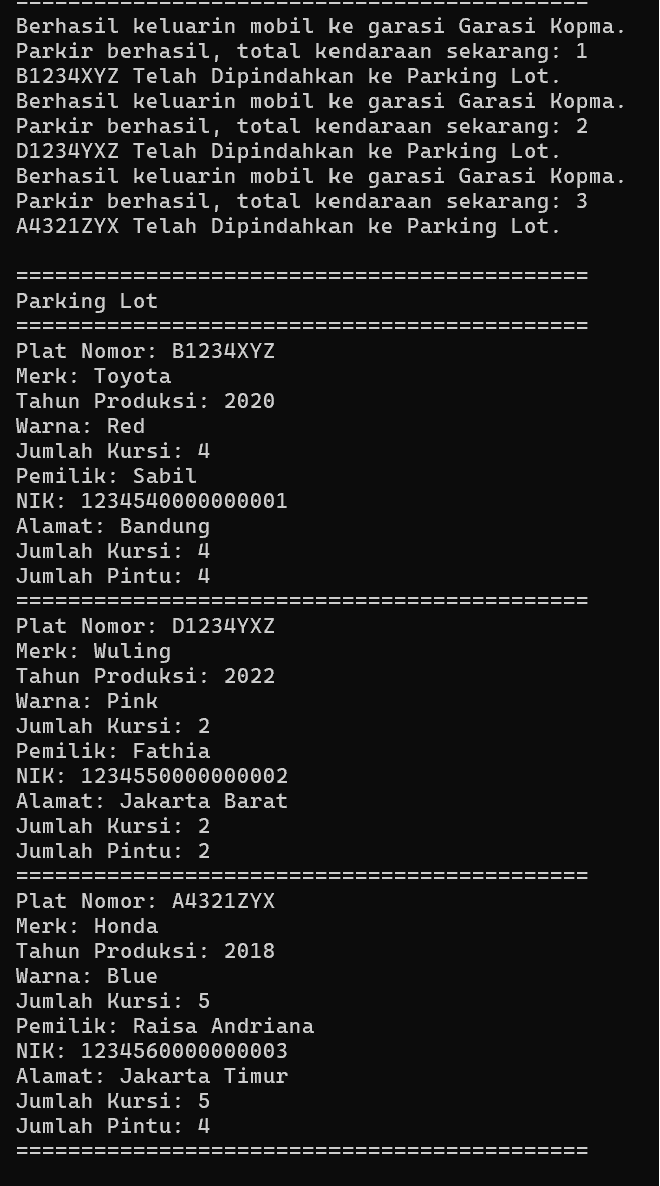 ============================================
Berhasil keluarin mobil ke garasi Garasi Kopma.
Parkir berhasil, total kendaraan sekarang: 1
B1234XYZ Telah Dipindahkan ke Parking Lot.
Berhasil keluarin mobil ke garasi Garasi Kopma.
Parkir berhasil, total kendaraan sekarang: 2
D1234YXZ Telah Dipindahkan ke Parking Lot.
Berhasil keluarin mobil ke garasi Garasi Kopma.
Parkir berhasil, total kendaraan sekarang: 3
A4321ZYX Telah Dipindahkan ke Parking Lot.
============================================
Parking Lot
============================================
Plat Nomor: B1234XYZ
Merk: Toyota
Tahun Produksi: 2020
Warna: Red
Jumlah Kursi: 4
Pemilik: Sabil
NIK: 1234540000000001
Alamat: Bandung
Jumlah Kursi: 4
Jumlah Pintu: 4
============================================
Plat Nomor: D1234YXZ
Merk: Wuling
Tahun Produksi: 2022
Warna: Pink
Jumlah Kursi: 2
Pemilik: Fathia
NIK: 1234550000000002
Alamat: Jakarta Barat
Jumlah Kursi: 2
Jumlah Pintu: 2
============================================
Plat Nomor: A4321ZYX
Merk: Honda
Tahun Produksi: 2018
Warna: Blue
Jumlah Kursi: 5
Pemilik: Raisa Andriana
NIK: 1234560000000003
Alamat: Jakarta Timur
Jumlah Kursi: 5
Jumlah Pintu: 4
============================================